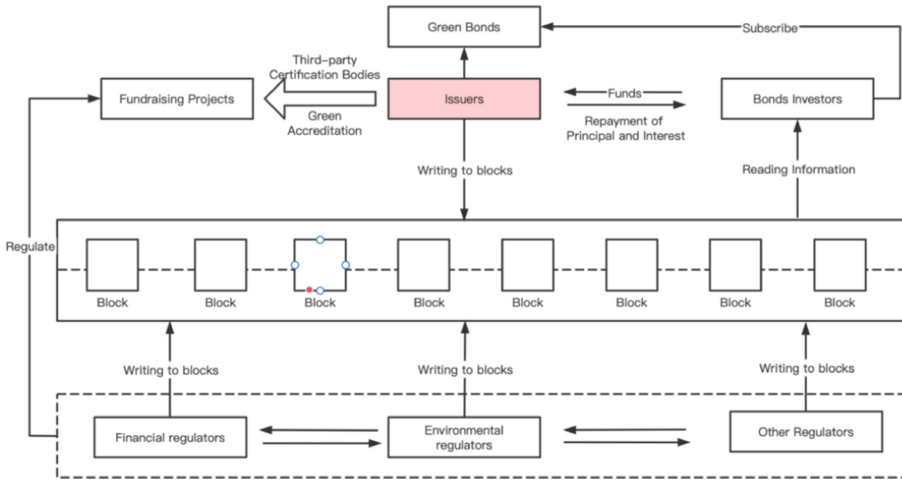 Green Bonds
Subscribe
Third-party
Certification Bodies
Fundraising Projects
Issuers
Funds
Bonds Investors
Green
Accreditation
Repayment of
Principal and Interest
Writing to blocks
Reading Information
Regulate
Block
Block
Block
Block
Block
Block
Block
Block
Writing to blocks
Writing to blocks
Writing to blocks
Financial regulators
Environmental
regulators
Other Regulators